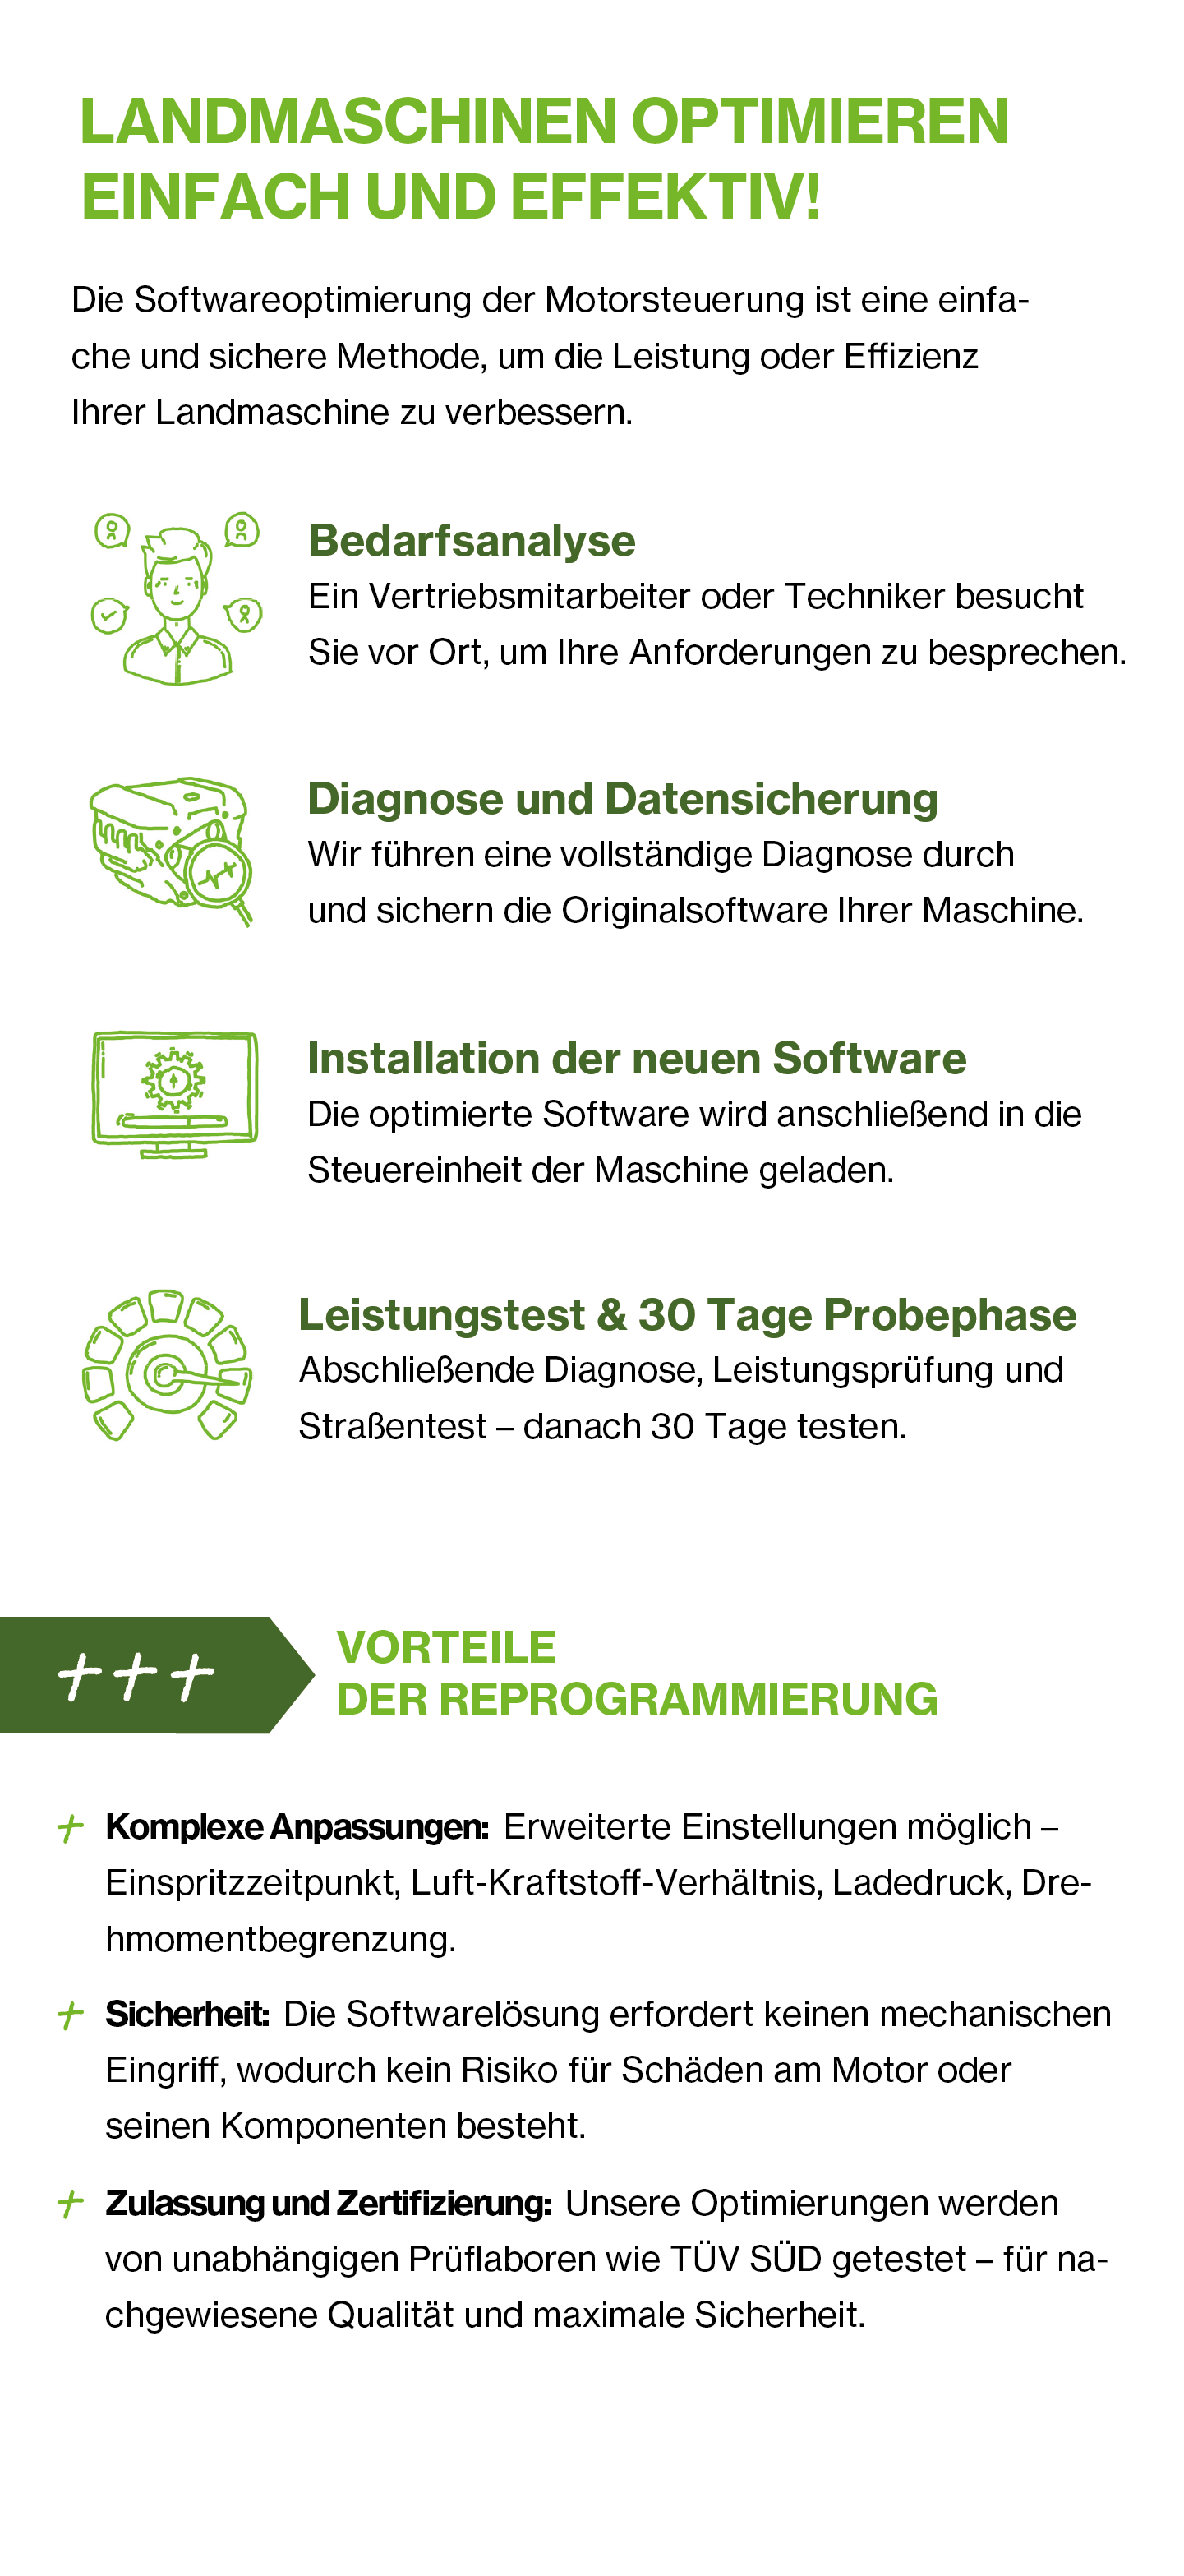 LANDMASCHINEN OPTIMIEREN
EINFACH UND EFFEKTIV!
Die Softwareoptimierung der Motorsteuerung ist eine einfa-
che und sichere Methode, um die Leistung oder Effizienz
Ihrer Landmaschine zu verbessern.
Bedarfsanalyse
Ein Vertriebsmitarbeiter oder Techniker besucht
Sie vor Ort, um Ihre Anforderungen zu besprechen.
Diagnose und Datensicherung
Wir führen eine vollständige Diagnose durch
und sichern die Originalsoftware Ihrer Maschine.
Installation der neuen Software
Die optimierte Software wird anschließend in die
Steuereinheit der Maschine geladen.
Leistungstest & 30 Tage Probephase
Abschließende Diagnose, Leistungsprüfung und
Straßentest – danach 30 Tage testen.
+++ VORTEILE
DER REPROGRAMMIERUNG
+ Komplexe Anpassungen: Erweiterte Einstellungen möglich –
Einspritzzeitpunkt, Luft-Kraftstoff-Verhältnis, Ladedruck, Dre-
hmomentbegrenzung.
+ Sicherheit: Die Softwarelösung erfordert keinen mechanischen
Eingriff, wodurch kein Risiko für Schäden am Motor oder
seinen Komponenten besteht.
+ Zulassung und Zertifizierung: Unsere Optimierungen werden
von unabhängigen Prüflaboren wie TÜV SÜD getestet – für na-
chgewiesene Qualität und maximale Sicherheit.